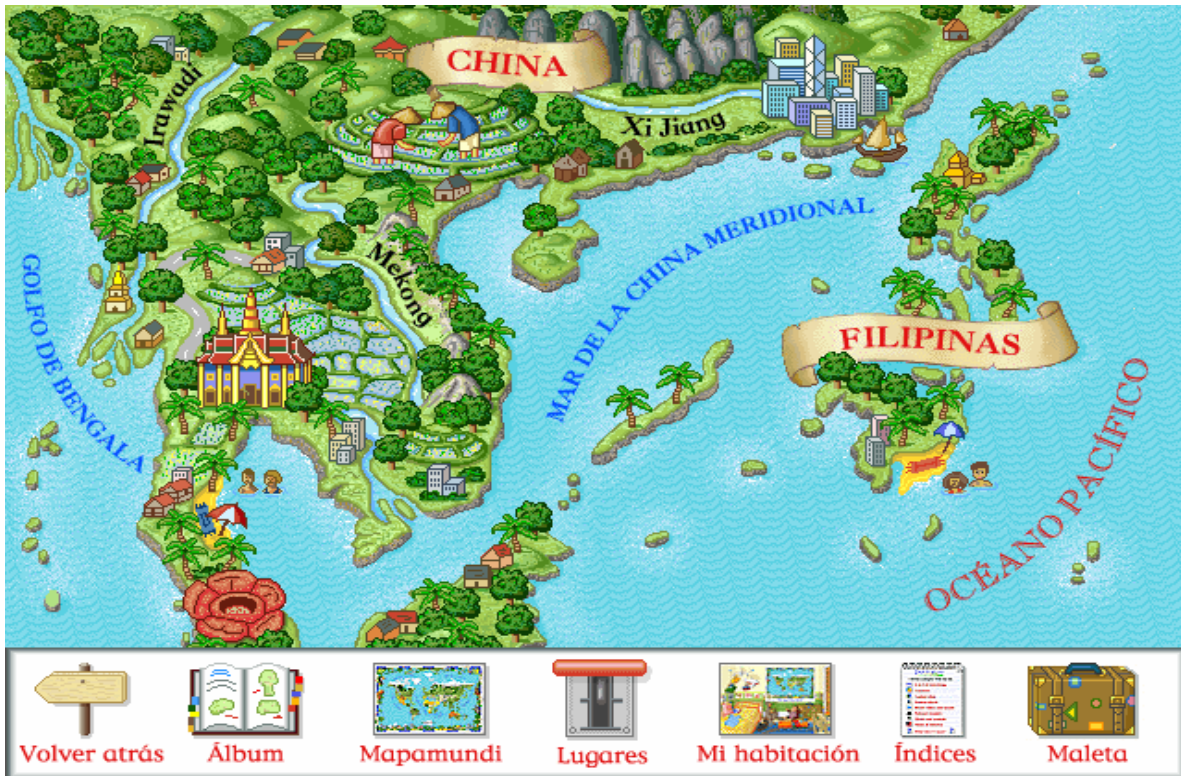 CHINA
Irawadi
Xi Jiang
MAR DE LA CHINA MERIDIONAL
Mekong
GOLFO DE BENGALA
FILIPINAS
OCÉANO PACÍFICO
Volver atrás
Álbum
Mapamundi
Lugares
Mi habitación
Índices
Maleta